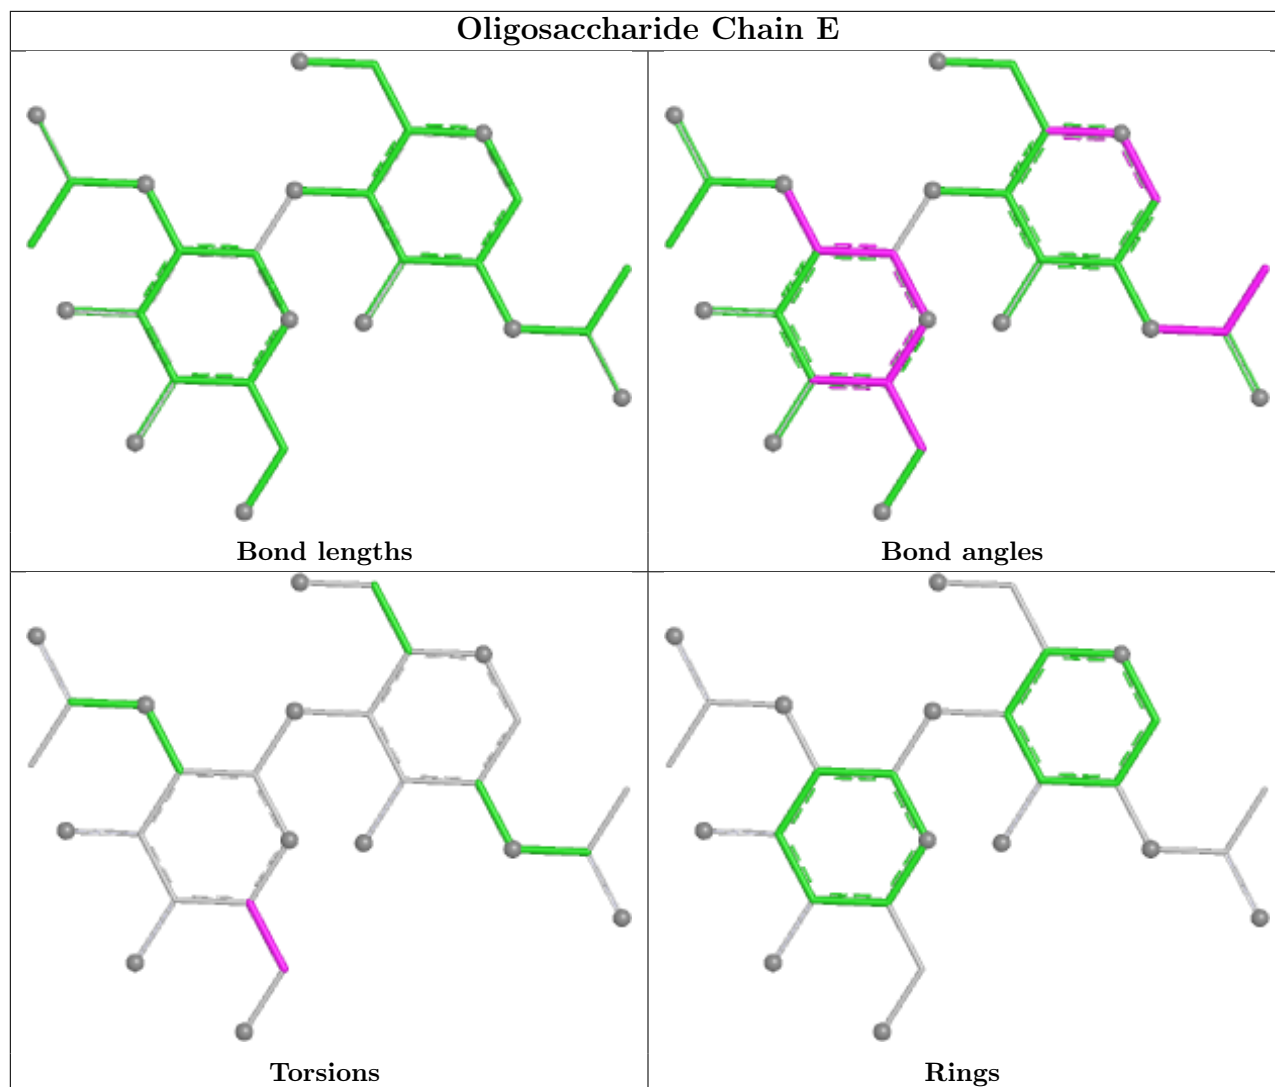 Oligosaccharide Chain E
Bond lengths
Bond angles
Torsions
Rings